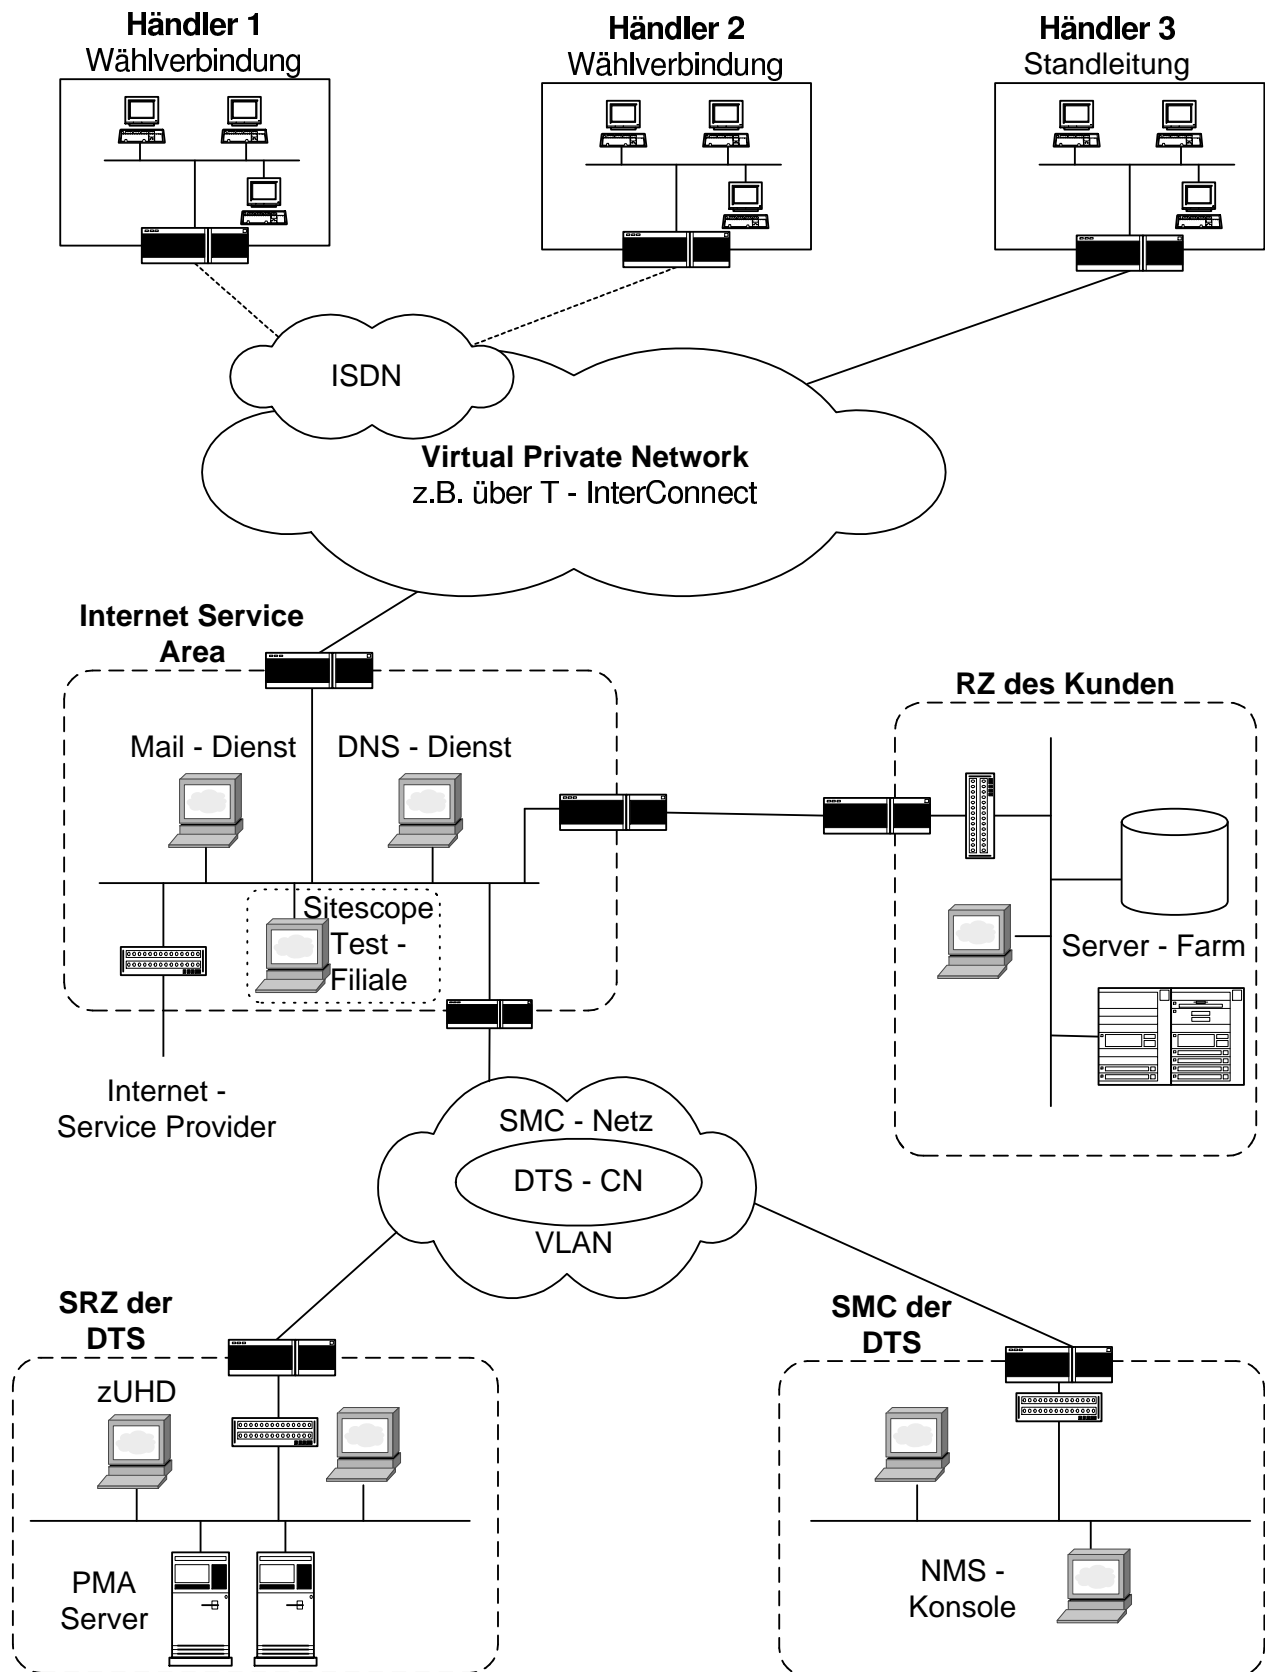 Händler 1
Wählverbindung
Händler 2
Wählverbindung
Händler 3
Standleitung
ISDN
Virtual Private Network
z.B. über T - InterConnect
Internet Service
Area
RZ des Kunden
Mail - Dienst
DNS - Dienst
Sitescope
Test -
Filiale
Server - Farm
Internet -
Service Provider
SMC - Netz
DTS - CN
VLAN
SRZ der
DTS
SMC der
DTS
zUHD
PMA
Server
NMS -
Konsole